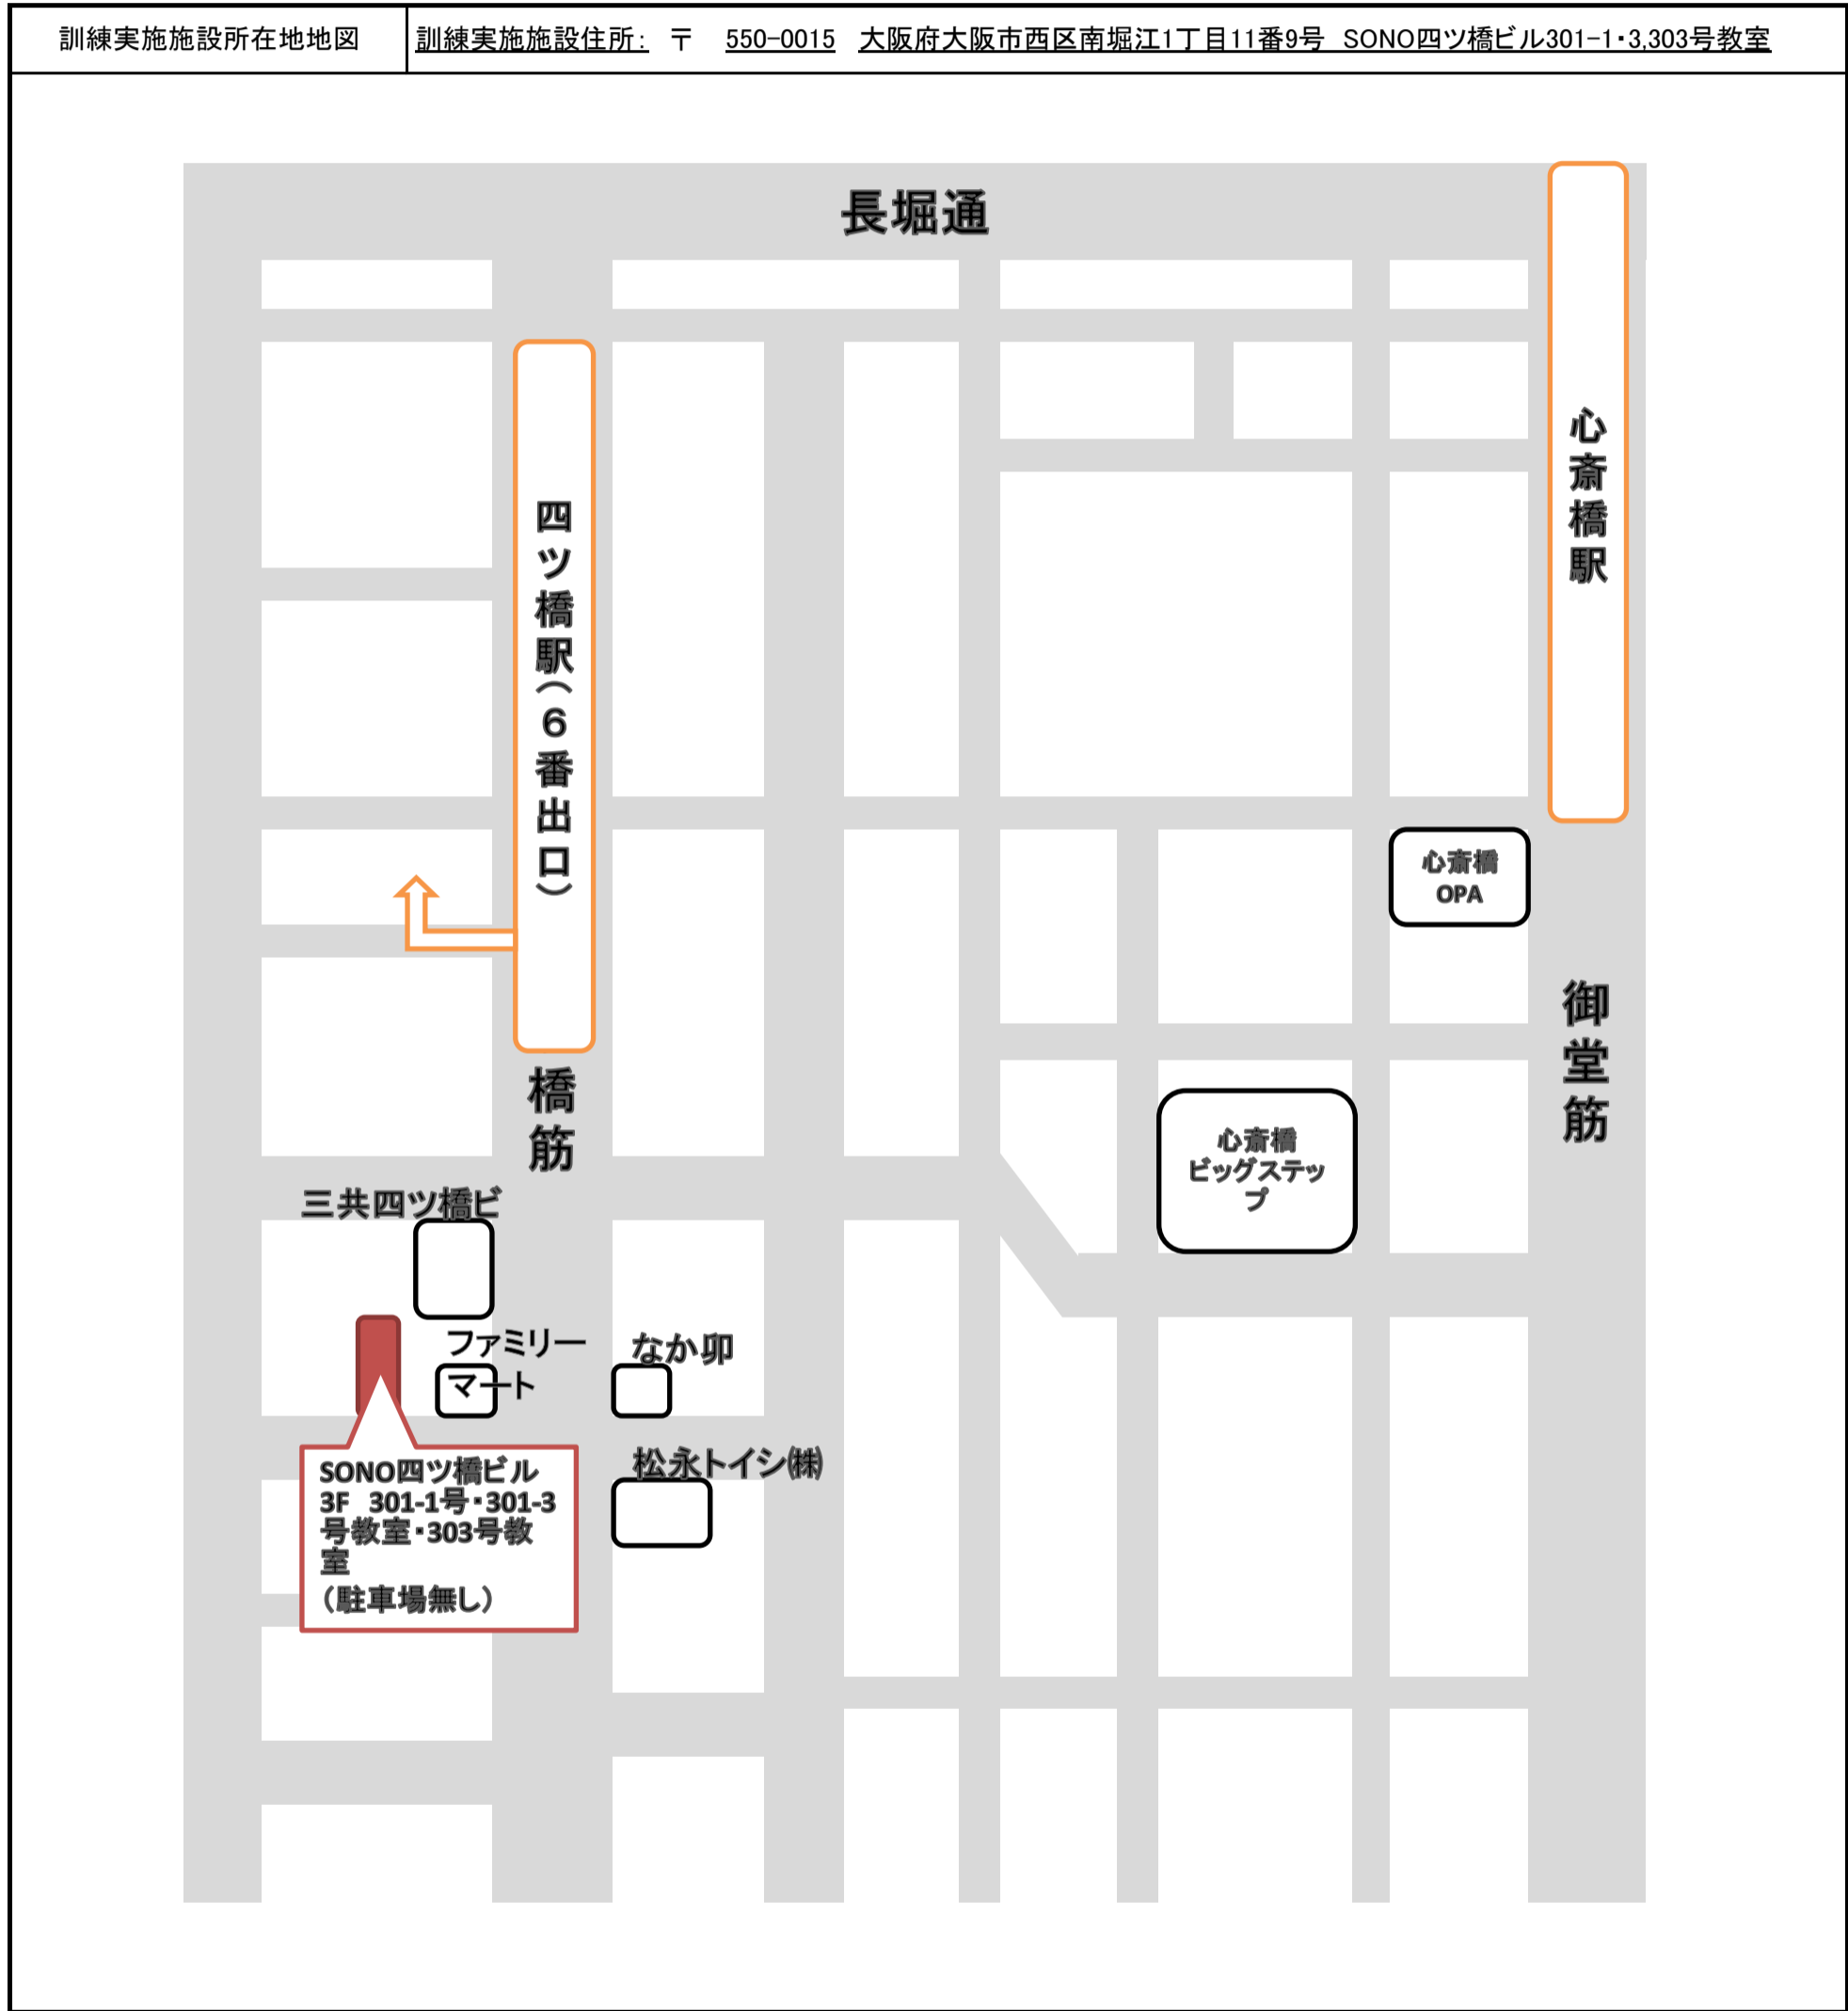 訓練実施施設所在地地図
訓練実施施設住所: 〒 550-0015 大阪府大阪市西区南堀江1丁目11番9号 SONO四ツ橋ビル301-1・3,303号教室
長堀通
心斎橋駅
四ツ橋駅(6番出口)
心斎橋
OPA
御堂筋
橋筋
心斎橋
ビッグステッ
プ
三共四ツ橋ビ
ファミリー
マート
なか卯
松永トイシ㈱
SONO四ツ橋ビル
3F 301-1号・301-3
号教室・303号教
室
(駐車場無し)